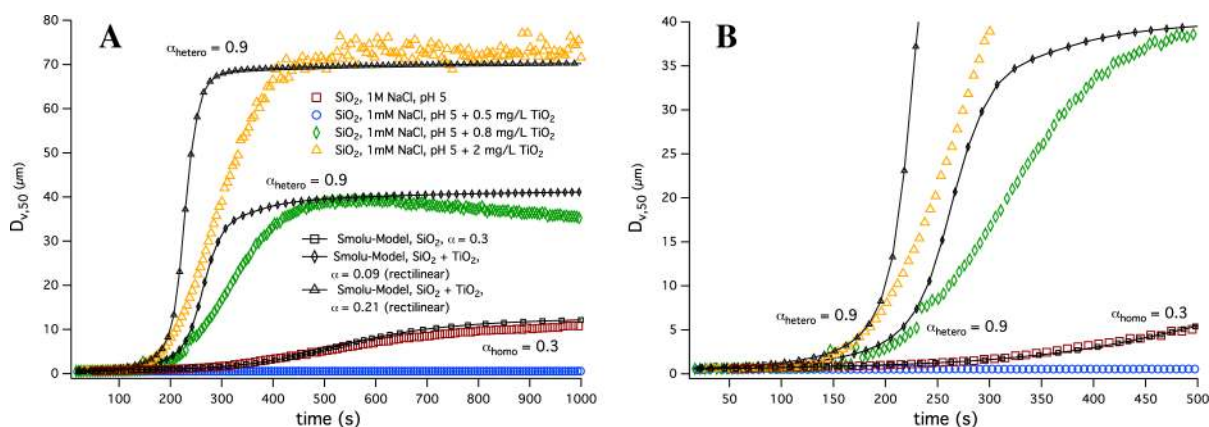 A
80
70
60
50
40
30
20
10
0
D_v,50 (μm)
α_hetero = 0.9
SiO₂, 1M NaCl, pH 5
SiO₂, 1mM NaCl, pH 5 + 0.5 mg/L TiO₂
SiO₂, 1mM NaCl, pH 5 + 0.8 mg/L TiO₂
SiO₂, 1mM NaCl, pH 5 + 2 mg/L TiO₂
α_hetero = 0.9
Smolu-Model, SiO₂, α = 0.3
Smolu-Model, SiO₂ + TiO₂,
α = 0.09 (rectilinear)
Smolu-Model, SiO₂ + TiO₂,
α = 0.21 (rectilinear)
α_homo = 0.3
100 200 300 400 500 600 700 800 900 1000
time (s)
B
40
35
30
25
20
15
10
5
0
D_v,50 (μm)
α_hetero = 0.9
α_hetero = 0.9
α_homo = 0.3
50 100 150 200 250 300 350 400 450 500
time (s)